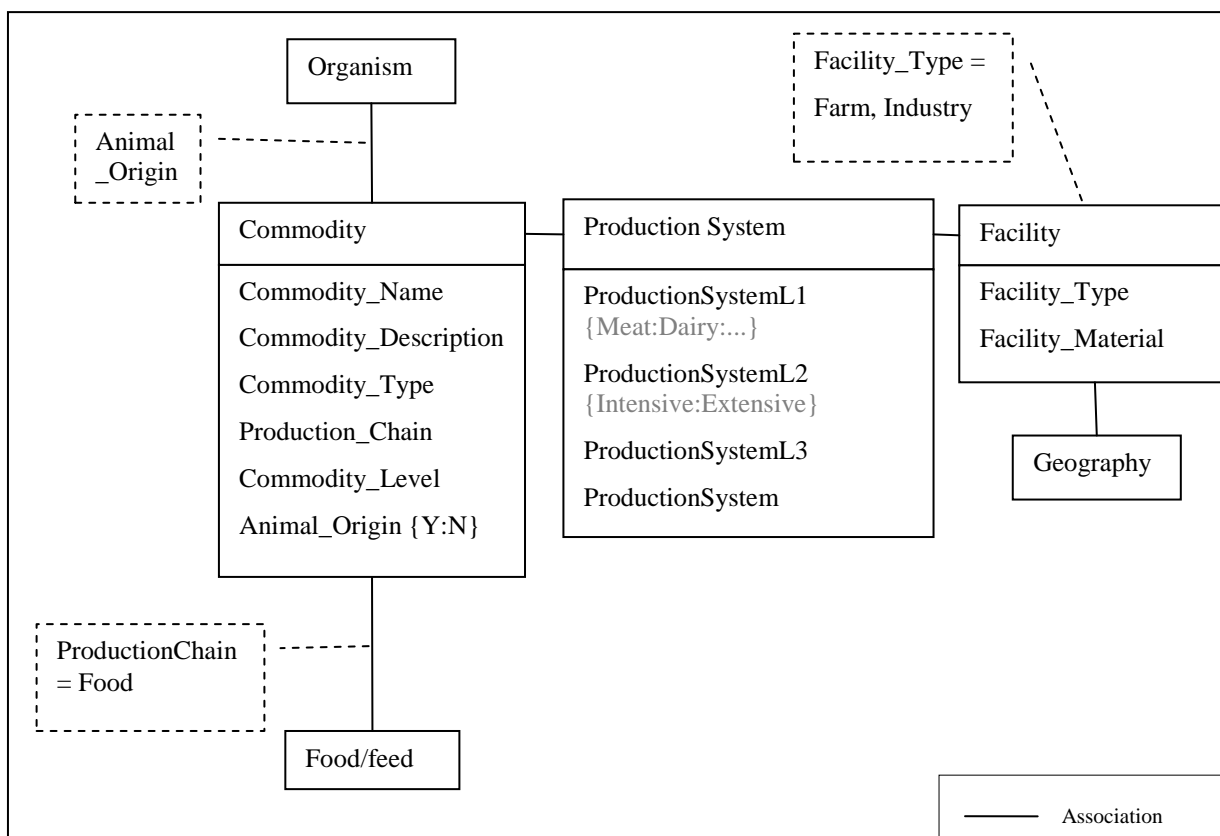 Organism
Facility_Type =
Farm, Industry
Animal
_Origin
Commodity
Commodity_Name
Commodity_Description
Commodity_Type
Production_Chain
Commodity_Level
Animal_Origin {Y:N}
Production System
ProductionSystemL1
{Meat:Dairy:...}
ProductionSystemL2
{Intensive:Extensive}
ProductionSystemL3
ProductionSystem
Facility
Facility_Type
Facility_Material
Geography
ProductionChain
= Food
Food/feed
Association